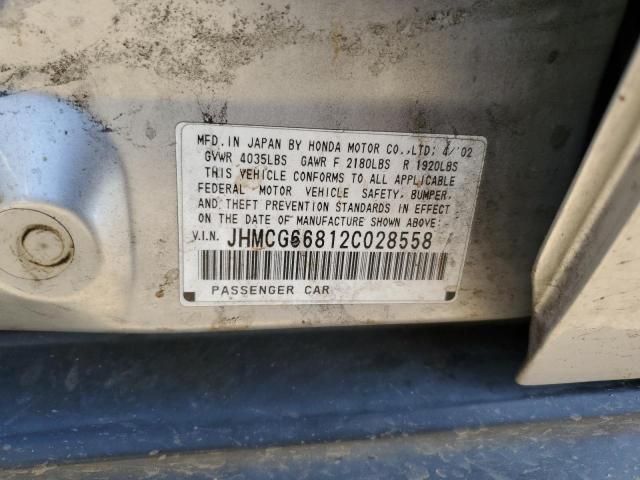 MFD. IN JAPAN BY HONDA MOTOR CO.,LTD; 4/'02
GVWR 4035LBS GAWR F 2180LBS R 1920LBS
THIS VEHICLE CONFORMS TO ALL APPLICABLE
FEDERAL MOTOR VEHICLE SAFETY, BUMPER,
AND THEFT PREVENTION STANDARDS IN EFFECT
ON THE DATE OF MANUFACTURE SHOWN ABOVE.
V.I.N. JHMCG66812C028558
PASSENGER CAR